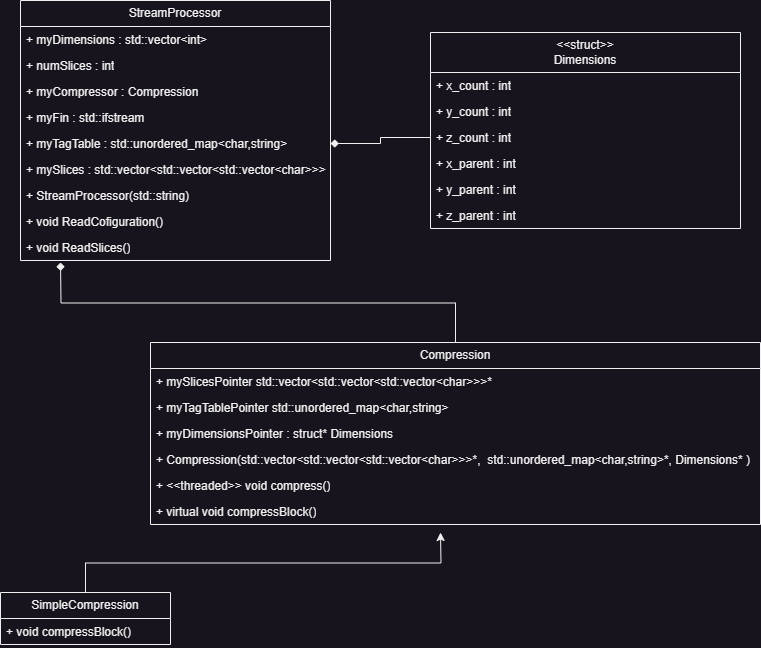 StreamProcessor
+ myDimensions : std::vector<int>
+ numSlices : int
+ myCompressor : Compression
+ myFin : std::ifstream
+ myTagTable : std::unordered_map<char,string>
+ mySlices : std::vector<std::vector<std::vector<char>>>
+ StreamProcessor(std::string)
+ void ReadCofiguration()
+ void ReadSlices()
<<struct>>
Dimensions
+ x_count : int
+ y_count : int
+ z_count : int
+ x_parent : int
+ y_parent : int
+ z_parent : int
Compression
+ mySlicesPointer std::vector<std::vector<std::vector<char>>>*
+ myTagTablePointer std::unordered_map<char,string>
+ myDimensionsPointer : struct* Dimensions
+ Compression(std::vector<std::vector<std::vector<char>>>*, std::unordered_map<char,string>*, Dimensions* )
+ <<threaded>> void compress()
+ virtual void compressBlock()
SimpleCompression
+ void compressBlock()